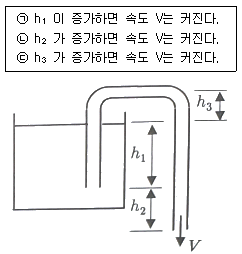 ㉠ h₁ 이 증가하면 속도 V는 커진다.
㉡ h₂ 가 증가하면 속도 V는 커진다.
㉢ h₃ 가 증가하면 속도 V는 커진다.
h₃
h₁
h₂
V